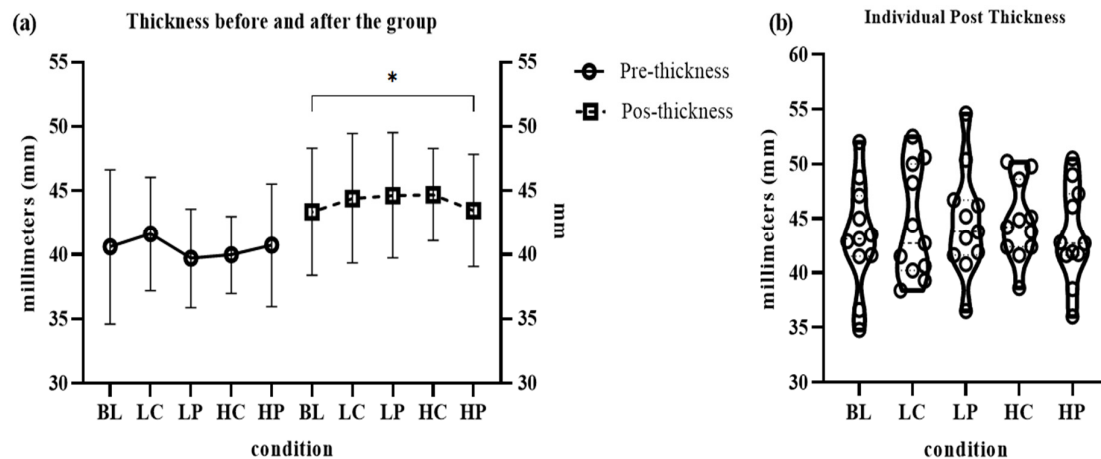 (a)
Thickness before and after the group
55
50
45
40
35
30
millimeters (mm)
*
55
50
45
40
35
30
mm
BL LC LP HC HP BL LC LP HC HP
condition
Pre-thickness
Pos-thickness
(b)
Individual Post Thickness
60
55
50
45
40
35
30
millimeters (mm)
BL LC LP HC HP
condition